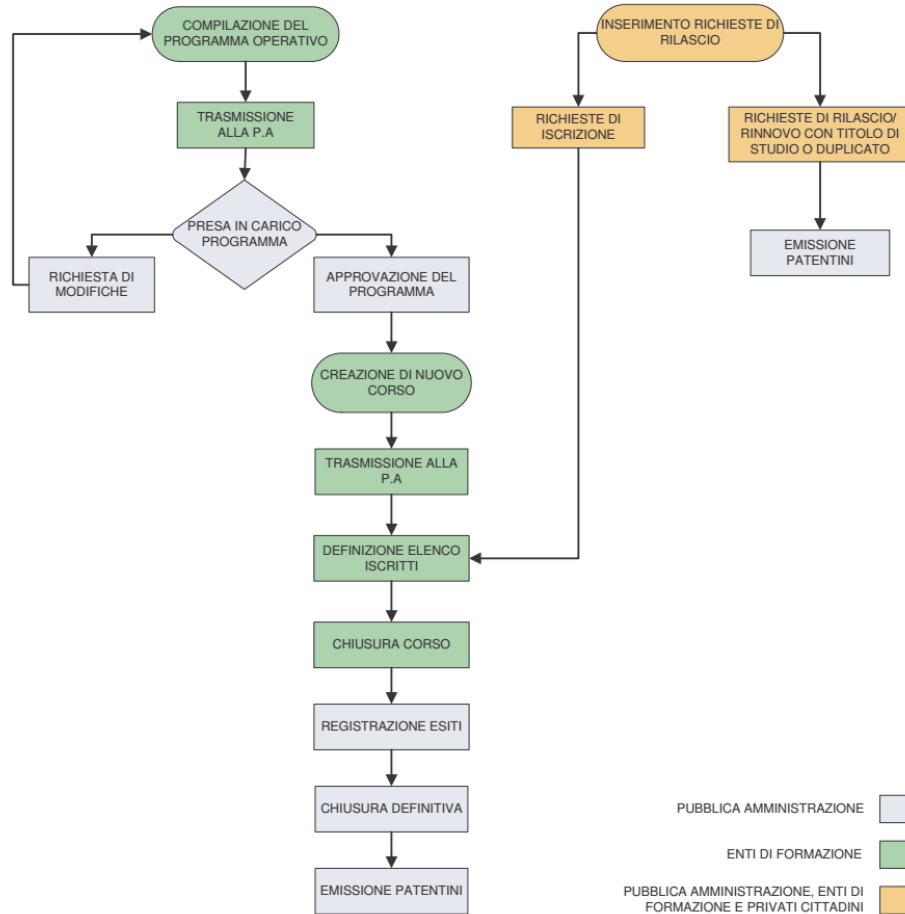 COMPILAZIONE DEL
PROGRAMMA OPERATIVO
TRASMISSIONE
ALLA P.A
PRESA IN CARICO
PROGRAMMA
RICHIESTA DI
MODIFICHE
APPROVAZIONE DEL
PROGRAMMA
CREAZIONE DI NUOVO
CORSO
TRASMISSIONE ALLA
P.A
DEFINIZIONE ELENCO
ISCRITTI
CHIUSURA CORSO
REGISTRAZIONE ESITI
CHIUSURA DEFINITIVA
EMISSIONE PATENTINI
INSERIMENTO RICHIESTE DI
RILASCIO
RICHIESTE DI
ISCRIZIONE
RICHIESTE DI RILASCIO/
RINNOVO CON TITOLO DI
STUDIO O DUPLICATO
EMISSIONE
PATENTINI
PUBBLICA AMMINISTRAZIONE
ENTI DI FORMAZIONE
PUBBLICA AMMINISTRAZIONE, ENTI DI
FORMAZIONE E PRIVATI CITTADINI